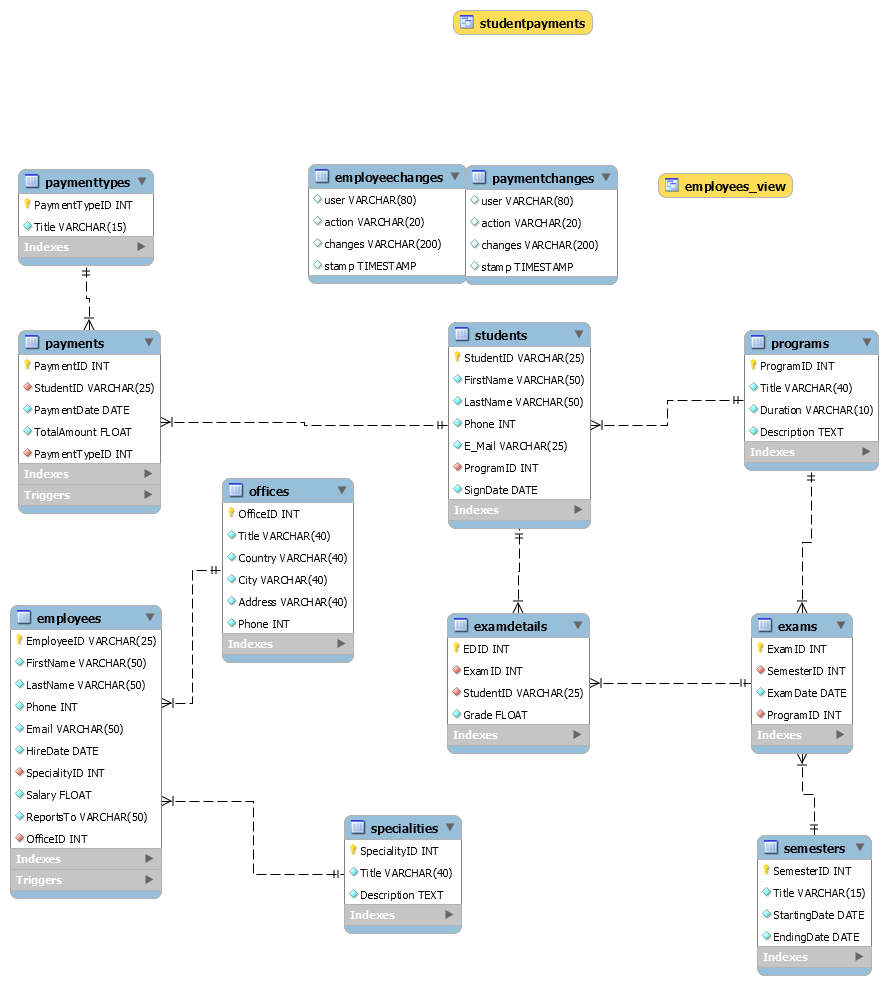 studentpayments
paymenttypes
PaymentTypeID INT
Title VARCHAR(15)
Indexes
employeechanges
user VARCHAR(80)
action VARCHAR(20)
changes VARCHAR(200)
stamp TIMESTAMP
paymentchanges
user VARCHAR(80)
action VARCHAR(20)
changes VARCHAR(200)
stamp TIMESTAMP
employees_view
payments
PaymentID INT
StudentID VARCHAR(25)
PaymentDate DATE
TotalAmount FLOAT
PaymentTypeID INT
Indexes
Triggers
students
StudentID VARCHAR(25)
FirstName VARCHAR(50)
LastName VARCHAR(50)
Phone INT
E_Mail VARCHAR(25)
ProgramID INT
SignDate DATE
Indexes
programs
ProgramID INT
Title VARCHAR(40)
Duration VARCHAR(10)
Description TEXT
Indexes
offices
OfficeID INT
Title VARCHAR(40)
Country VARCHAR(40)
City VARCHAR(40)
Address VARCHAR(40)
Phone INT
Indexes
employees
EmployeeID VARCHAR(25)
FirstName VARCHAR(50)
LastName VARCHAR(50)
Phone INT
Email VARCHAR(50)
HireDate DATE
SpecialityID INT
Salary FLOAT
ReportsTo VARCHAR(50)
OfficeID INT
Indexes
Triggers
examdetails
EDID INT
ExamID INT
StudentID VARCHAR(25)
Grade FLOAT
Indexes
exams
ExamID INT
SemesterID INT
ExamDate DATE
ProgramID INT
Indexes
specialities
SpecialityID INT
Title VARCHAR(40)
Description TEXT
Indexes
semesters
SemesterID INT
Title VARCHAR(15)
StartingDate DATE
EndingDate DATE
Indexes